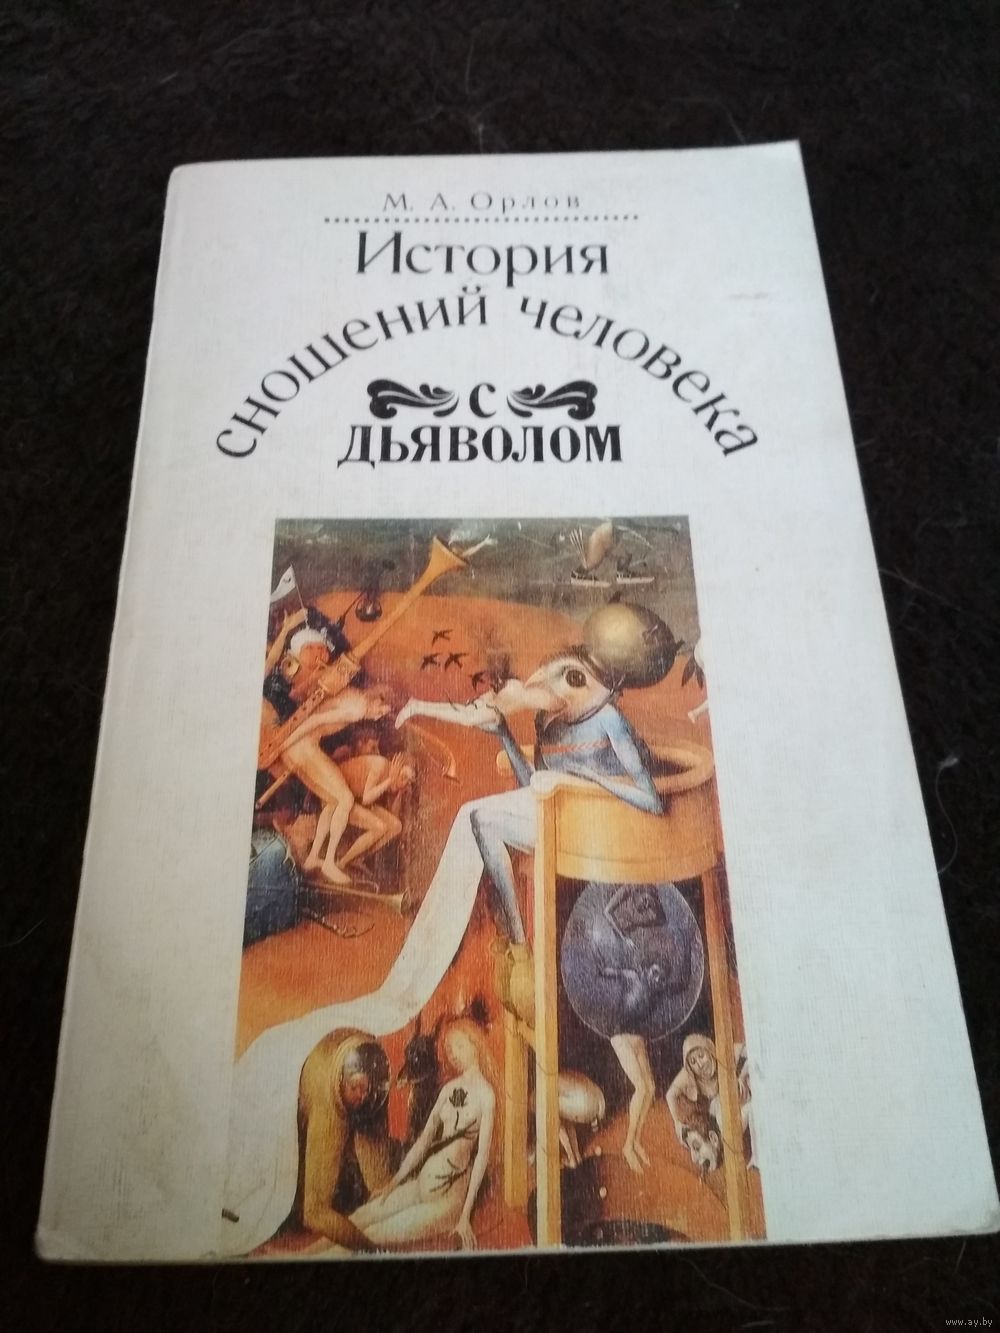 М. А. Орлов
История
сношений человека
с
дьяволом
www.ay.by